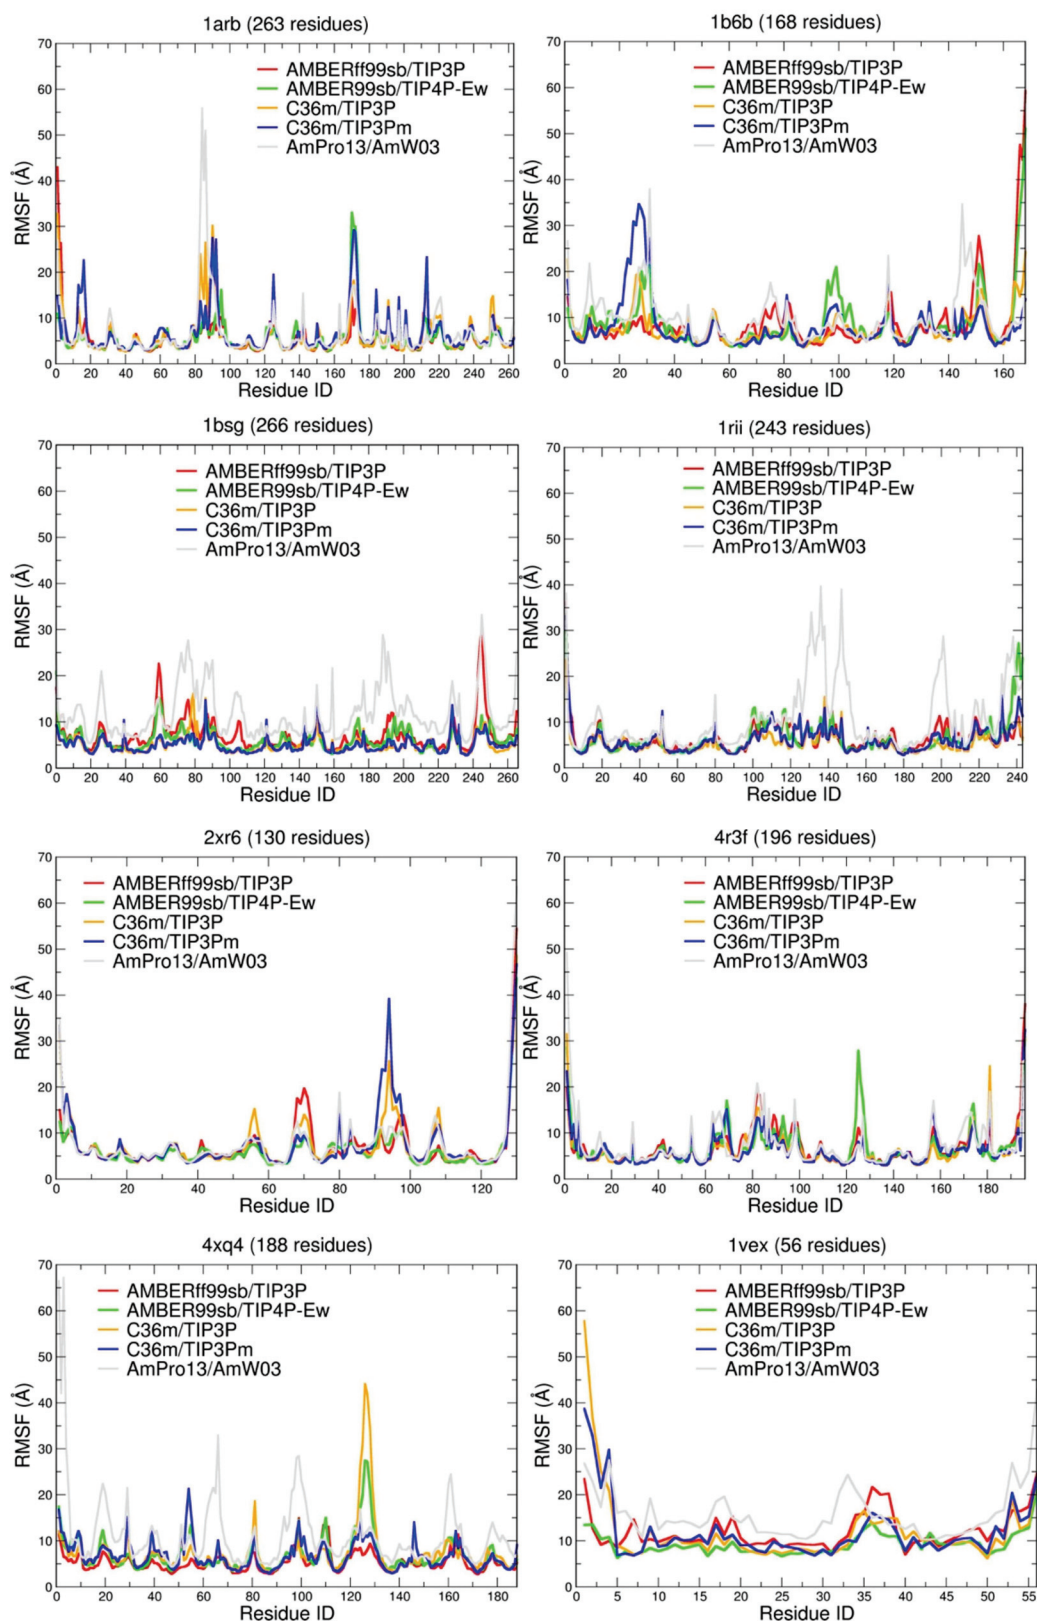 1arb (263 residues)
70
60
50
40
30
20
10
0
RMSF (Å)
AMBERff99sb/TIP3P
AMBER99sb/TIP4P-Ew
C36m/TIP3P
C36m/TIP3Pm
AmPro13/AmW03
0 20 40 60 80 100 120 140 160 180 200 220 240 260
Residue ID
1b6b (168 residues)
70
60
50
40
30
20
10
0
RMSF (Å)
AMBERff99sb/TIP3P
AMBER99sb/TIP4P-Ew
C36m/TIP3P
C36m/TIP3Pm
AmPro13/AmW03
0 20 40 60 80 100 120 140 160
Residue ID
1bsg (266 residues)
70
60
50
40
30
20
10
0
RMSF (Å)
AMBERff99sb/TIP3P
AMBER99sb/TIP4P-Ew
C36m/TIP3P
C36m/TIP3Pm
AmPro13/AmW03
0 20 40 60 80 100 120 140 160 180 200 220 240 260
Residue ID
1rii (243 residues)
70
60
50
40
30
20
10
0
RMSF (Å)
AMBERff99sb/TIP3P
AMBER99sb/TIP4P-Ew
C36m/TIP3P
C36m/TIP3Pm
AmPro13/AmW03
0 20 40 60 80 100 120 140 160 180 200 220 240
Residue ID
2xr6 (130 residues)
70
60
50
40
30
20
10
0
RMSF (Å)
AMBERff99sb/TIP3P
AMBER99sb/TIP4P-Ew
C36m/TIP3P
C36m/TIP3Pm
AmPro13/AmW03
0 20 40 60 80 100 120
Residue ID
4r3f (196 residues)
70
60
50
40
30
20
10
0
RMSF (Å)
AMBERff99sb/TIP3P
AMBER99sb/TIP4P-Ew
C36m/TIP3P
C36m/TIP3Pm
AmPro13/AmW03
0 20 40 60 80 100 120 140 160 180
Residue ID
4xq4 (188 residues)
70
60
50
40
30
20
10
0
RMSF (Å)
AMBERff99sb/TIP3P
AMBER99sb/TIP4P-Ew
C36m/TIP3P
C36m/TIP3Pm
AmPro13/AmW03
0 20 40 60 80 100 120 140 160 180
Residue ID
1vex (56 residues)
70
60
50
40
30
20
10
0
RMSF (Å)
AMBERff99sb/TIP3P
AMBER99sb/TIP4P-Ew
C36m/TIP3P
C36m/TIP3Pm
AmPro13/AmW03
0 5 10 15 20 25 30 35 40 45 50 55
Residue ID